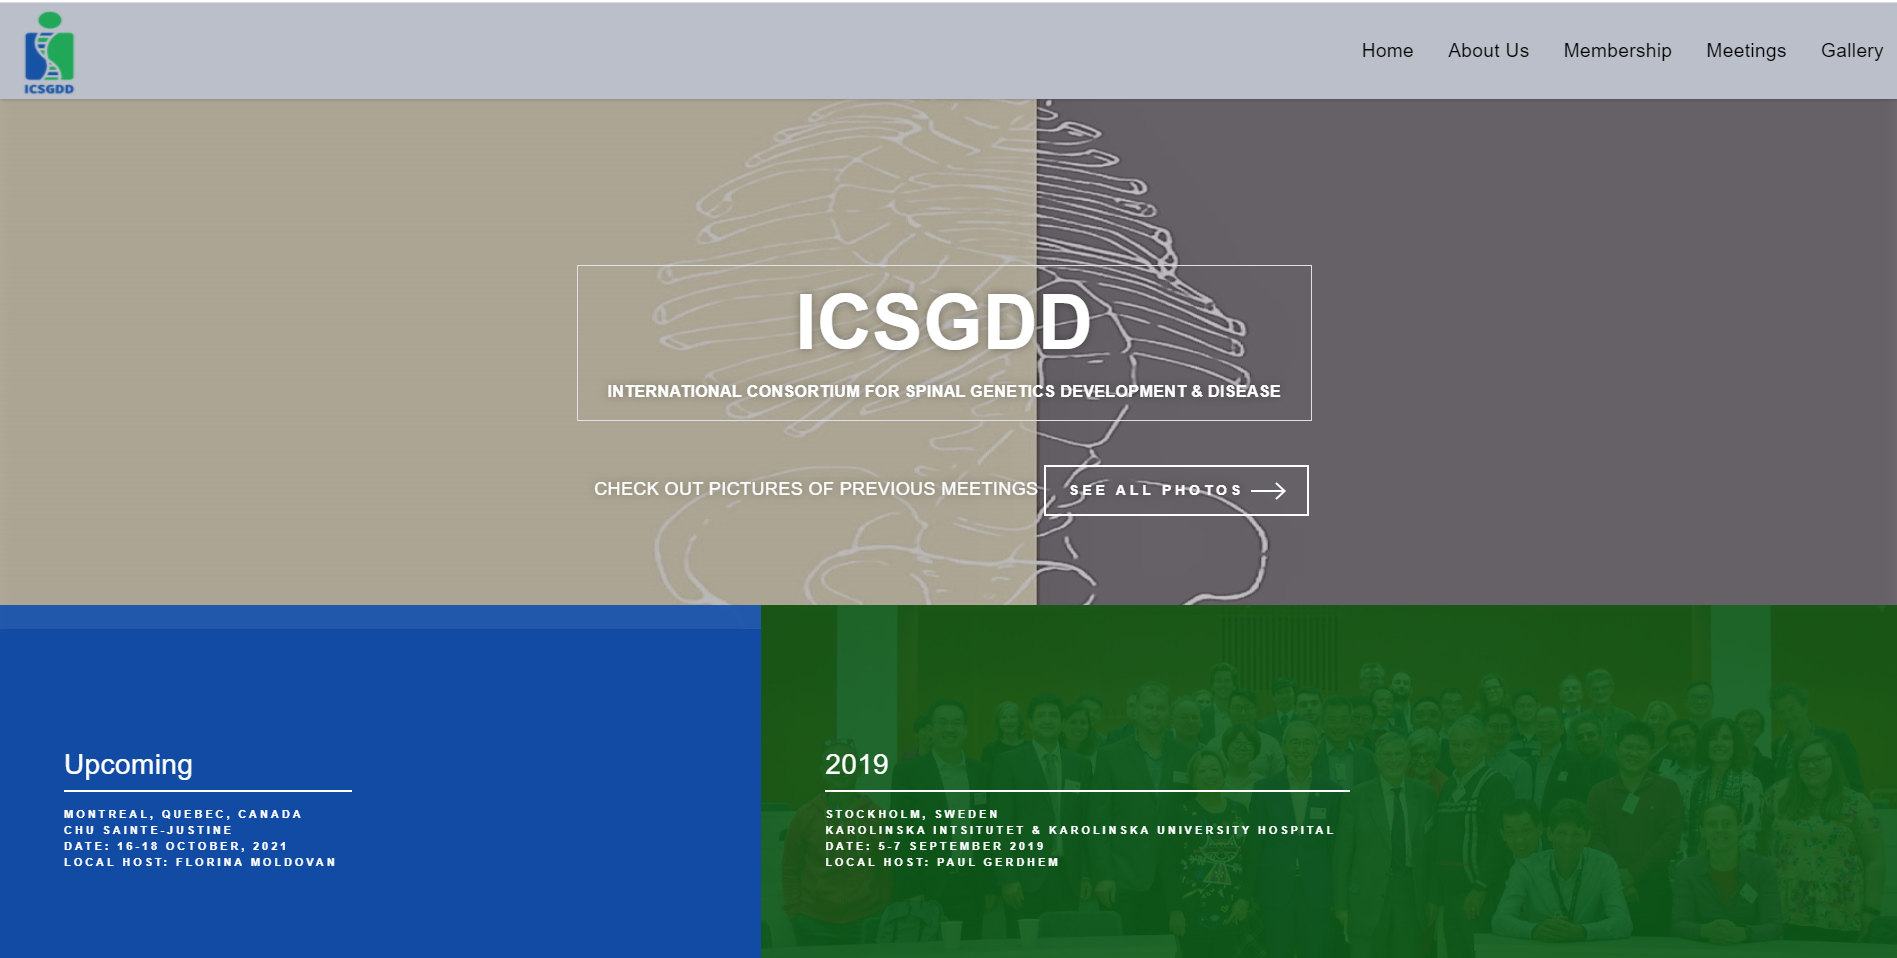 ICSGDD
Home About Us Membership Meetings Gallery
ICSGDD
INTERNATIONAL CONSORTIUM FOR SPINAL GENETICS DEVELOPMENT & DISEASE
CHECK OUT PICTURES OF PREVIOUS MEETINGS
SEE ALL PHOTOS
Upcoming
MONTREAL, QUEBEC, CANADA
CHU SAINTE-JUSTINE
DATE: 16-18 OCTOBER, 2021
LOCAL HOST: FLORINA MOLDOVAN
2019
STOCKHOLM, SWEDEN
KAROLINSKA INTSITUTET & KAROLINSKA UNIVERSITY HOSPITAL
DATE: 5-7 SEPTEMBER 2019
LOCAL HOST: PAUL GERDHEM